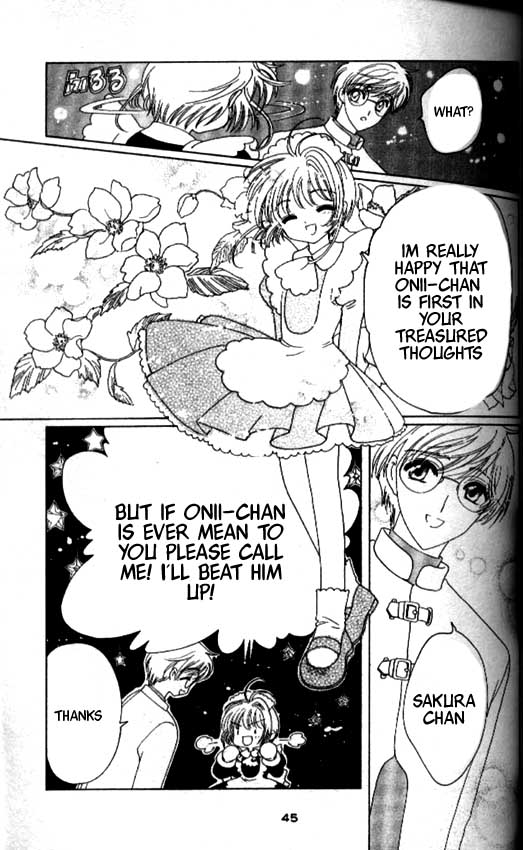 WHAT?
IM REALLY
HAPPY THAT
ONII-CHAN
IS FIRST IN
YOUR
TREASURED
THOUGHTS
BUT IF ONII-CHAN
IS EVER MEAN TO
YOU PLEASE CALL
ME! I'LL BEAT HIM
UP!
SAKURA
CHAN
THANKS
45